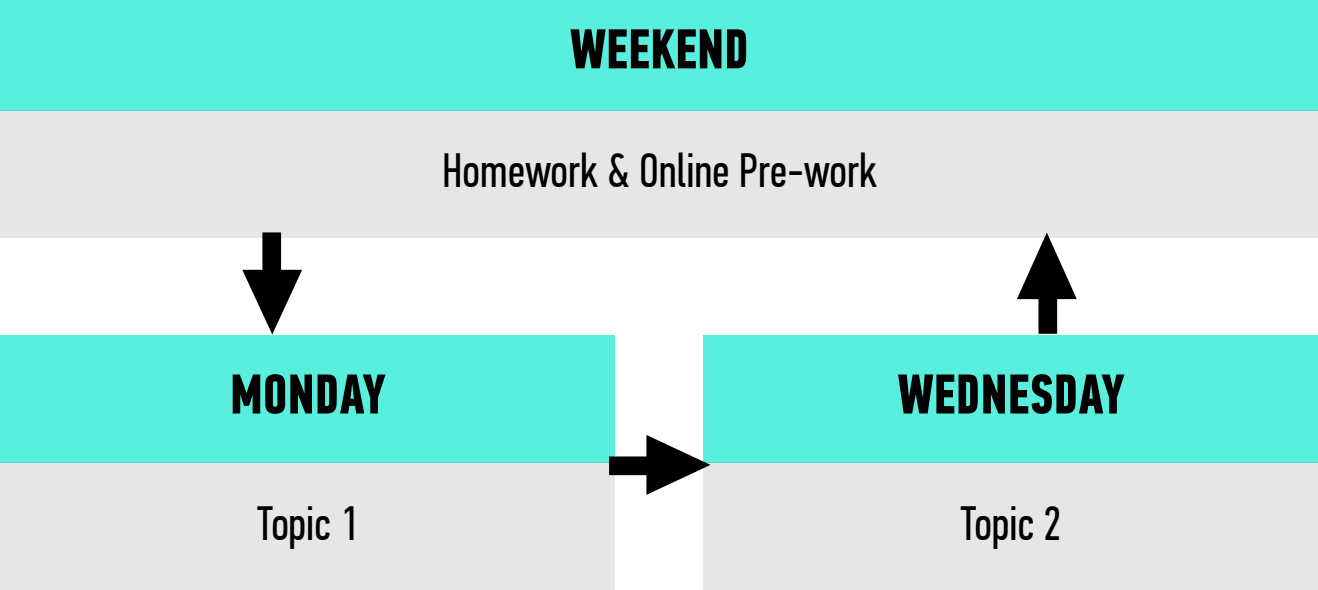 WEEKEND
Homework & Online Pre-work
MONDAY
WEDNESDAY
Topic 1
Topic 2